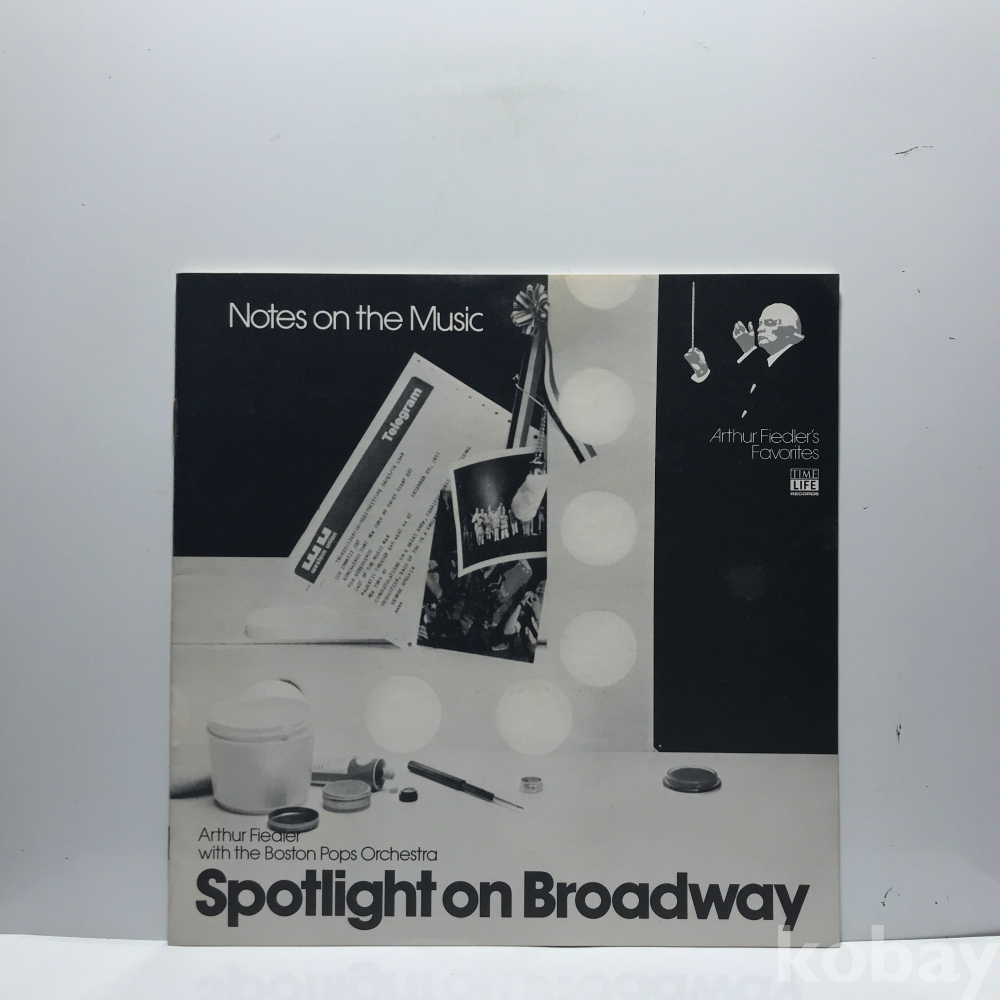 Notes on the Music
Telegram
Arthur Fiedler's
Favorites
TIME
LIFE
RECORDS
Arthur Fiedler
with the Boston Pops Orchestra
Spotlight on Broadway
kobay